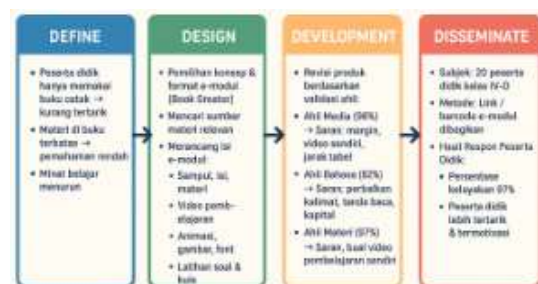 DEFINE
• Peserta didik
hanya memakai
buku cetak →
kurang tertarik
• Materi di buku
terbatas → pemahaman rendah
• Minat belajar
menurun
DESIGN
• Pemilihan konsep &
format e-modul
(Book Creator)
• Mencari sumber
materi relevan
• Merancang isi
e-modul:
• Sampul, isi,
materi
• Video pemb-
elajaran
• Animasi,
gambar, font
• Latihan soal &
kuis
DEVELOPMENT
• Revisi produk
berdasarkan
validasi ahli:
• Ahli Media (96%)
→ Saran: margin,
video sendiri,
jarak tabel
• Ahli Bahasa (82%)
→ Saran: perbaikan
kalimat, tanda baca,
kapital
• Ahli Materi (97%)
→ Saran, buat video
pembelajaran sendiri
DISSEMINATE
• Subjek: 20 peserta
didik kelas IV-D
• Metode: Link /
barcode e-modul
dibagikan
• Hasil Respon Peserta
Didik:
• Persentase
kelayakan 97%
• Peserta didik
lebih tertarik
& termotivasi